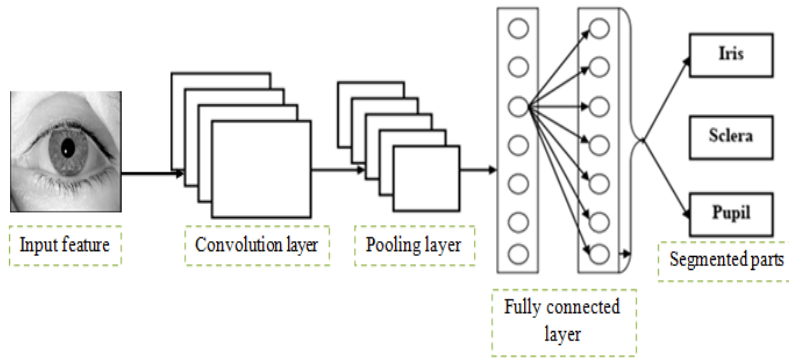 Iris
Sclera
Pupil
Input feature
Convolution layer
Pooling layer
Segmented parts
Fully connected
layer